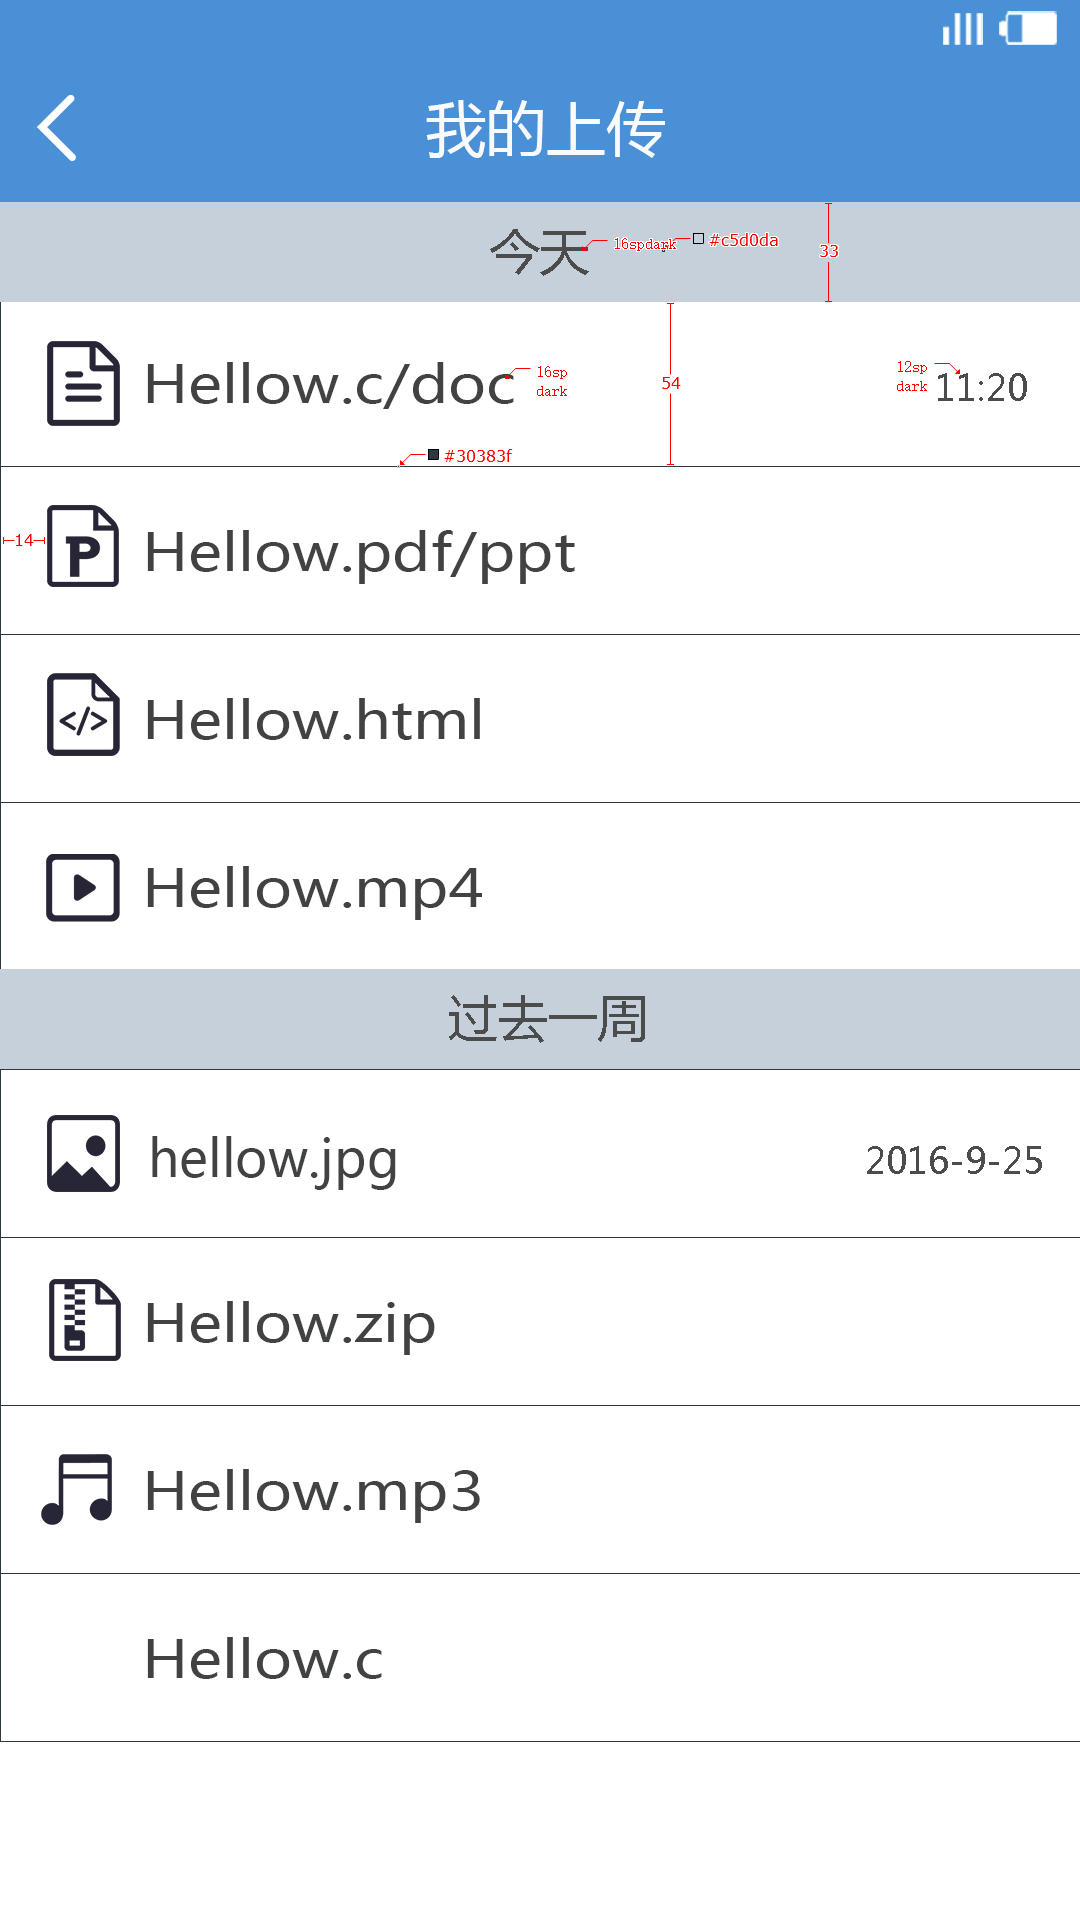 我的上传
今天 16spdark #c5d0da
33
Hellow.c/doc 16sp dark 54 12sp dark 11:20
#30383f
14 P Hellow.pdf/ppt
</> Hellow.html
Hellow.mp4
过去一周
hellow.jpg 2016-9-25
Hellow.zip
Hellow.mp3
Hellow.c